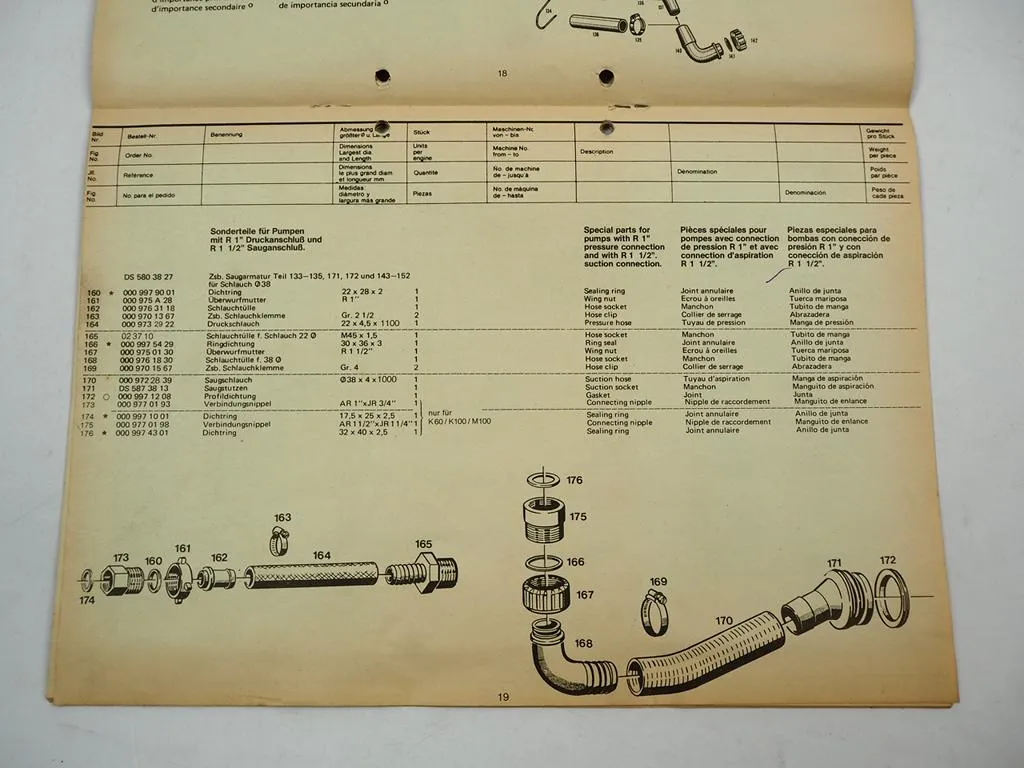 d'importance secondaire o
de importancia secundaria o
134
136
135
137
140
141
142
18
Bild Nr. Bestell-Nr. Benennung Abmessung größter Ø u. Länge Stück Maschinen-Nr. von – bis Gewicht pro Stück
Fig No. Order No. Dimensions Largest dia. and Length Units per engine Machine No. from – to Description Weight per piece
Jll. No. Référence Dimensions le plus grand diam. et longueur mm Quantité No. de machine de – jusqu'à Dénomination Poids par pièce
Fig No. No. para el pedido Medidas diámetro y largura más grande Piezas No. de máquina de – hasta Denominación Peso de cada pieza
Sonderteile für Pumpen
mit R 1" Druckanschluß und
R 1 1/2" Sauganschluß.
Special parts for
pumps with R 1"
pressure connection
and with R 1 1/2".
suction connection.
Pièces spéciales pour
pompes avec connection
de pression R 1" et avec
connection d'aspiration
R 1 1/2".
Piezas especiales para
bombas con conección de
presión R 1" y con
conección de aspiración
R 1 1/2".
DS 580 38 27 Zsb. Saugarmatur Teil 133–135, 171, 172 und 143–152
für Schlauch Ø38
160 * 000 997 90 01 Dichtring 22 x 28 x 2 1 Sealing ring Joint annulaire Anillo de junta
161 000 975 A 28 Überwurfmutter R 1" 1 Wing nut Ecrou à oreilles Tuerca mariposa
162 000 976 31 18 Schlauchtülle 1 Hose socket Manchon Tubito de manga
163 000 970 13 67 Zsb. Schlauchklemme Gr. 2 1/2 2 Hose clip Collier de serrage Abrazadera
164 000 973 29 22 Druckschlauch 22 x 4,5 x 1100 1 Pressure hose Tuyau de pression Manga de pressión
165 02 37 10 Schlauchtülle f. Schlauch 22 Ø M45 x 1,5 1 Hose socket Manchon Tubito de manga
166 * 000 997 54 29 Ringdichtung 30 x 36 x 3 1 Ring seal Joint annulaire Anillo de junta
167 000 975 01 30 Überwurfmutter R 1 1/2" 1 Wing nut Ecrou à oreilles Tuerca mariposa
168 000 976 18 30 Schlauchtülle f. 38 Ø 1 Hose socket Manchon Tubito de manga
169 000 970 15 67 Zsb. Schlauchklemme Gr. 4 2 Hose clip Collier de serrage Abrazadera
170 000 972 28 39 Saugschlauch Ø38 x 4 x 1000 1 Suction hose Tuyau d'aspiration Manga de aspiración
171 DS 587 38 13 Saugstutzen 1 Suction socket Manchon Manguito de aspiración
172 O 000 997 12 08 Profildichtung 1 Gasket Joint Junta
173 000 977 01 93 Verbindungsnippel AR 1"xJR 3/4" 1 Connecting nipple Nipple de raccordement Manguito de enlance
174 * 000 997 10 01 Dichtring 17,5 x 25 x 2,5 1 Sealing ring Joint annulaire Anillo de junta
175 000 977 01 98 Verbindungsnippel AR11/2"xJR11/4" 1 Connecting nipple Nipple de raccordement Manguito de enlance
176 * 000 997 43 01 Dichtring 32 x 40 x 2,5 1 Sealing ring Joint annulaire Anillo de junta
nur für
K60/K100/M100
176
175
166
167
168
163
161
173
160
162
164
165
174
169
170
171
172
19